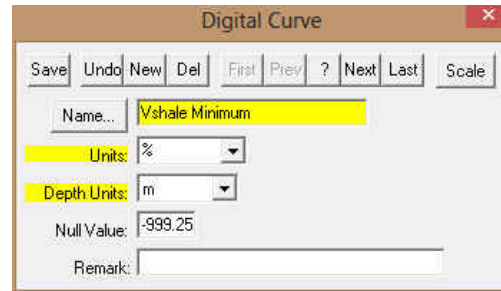 Digital Curve
Save Undo New Del First Prev ? Next Last Scale
Name... Vshale Minimum
Units: %
Depth Units: m
Null Value: -999.25
Remark: